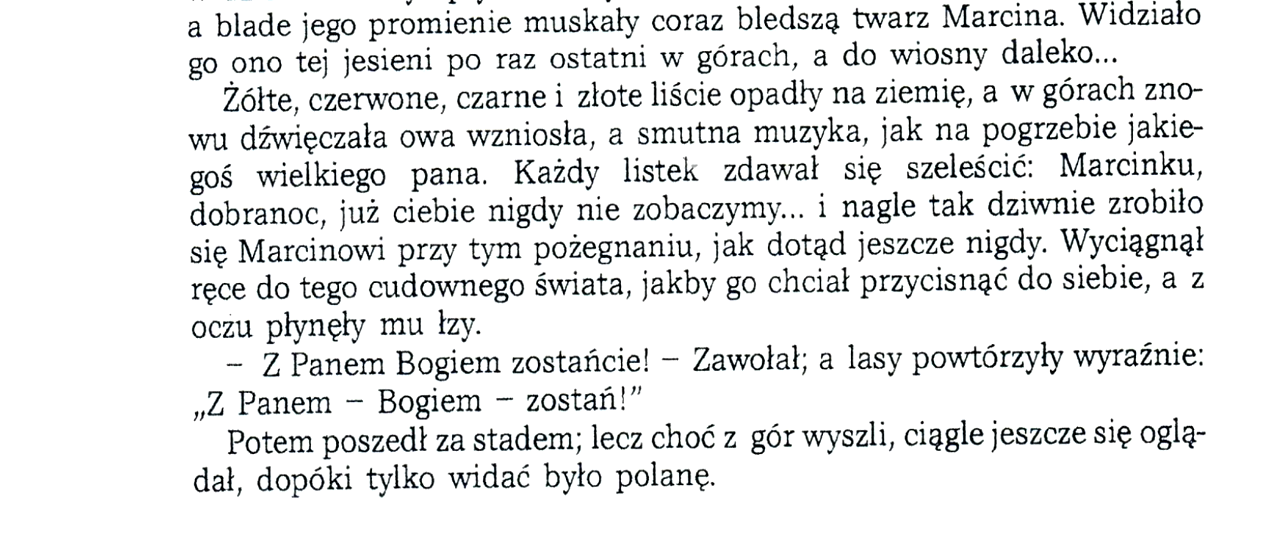 a blade jego promienie muskały coraz bledszą twarz Marcina. Widziało
go ono tej jesieni po raz ostatni w górach, a do wiosny daleko...
Żółte, czerwone, czarne i złote liście opadły na ziemię, a w górach zno-
wu dźwięczała owa wzniosła, a smutna muzyka, jak na pogrzebie jakie-
goś wielkiego pana. Każdy listek zdawał się szeleścić: Marcinku,
dobranoc, już ciebie nigdy nie zobaczymy... i nagle tak dziwnie zrobiło
się Marcinowi przy tym pożegnaniu, jak dotąd jeszcze nigdy. Wyciągnął
ręce do tego cudownego świata, jakby go chciał przycisnąć do siebie, a z
oczu płynęły mu łzy.
– Z Panem Bogiem zostańcie! – Zawołał; a lasy powtórzyły wyraźnie:
„Z Panem – Bogiem – zostań!”
Potem poszedł za stadem; lecz choć z gór wyszli, ciągle jeszcze się oglą-
dał, dopóki tylko widać było polanę.